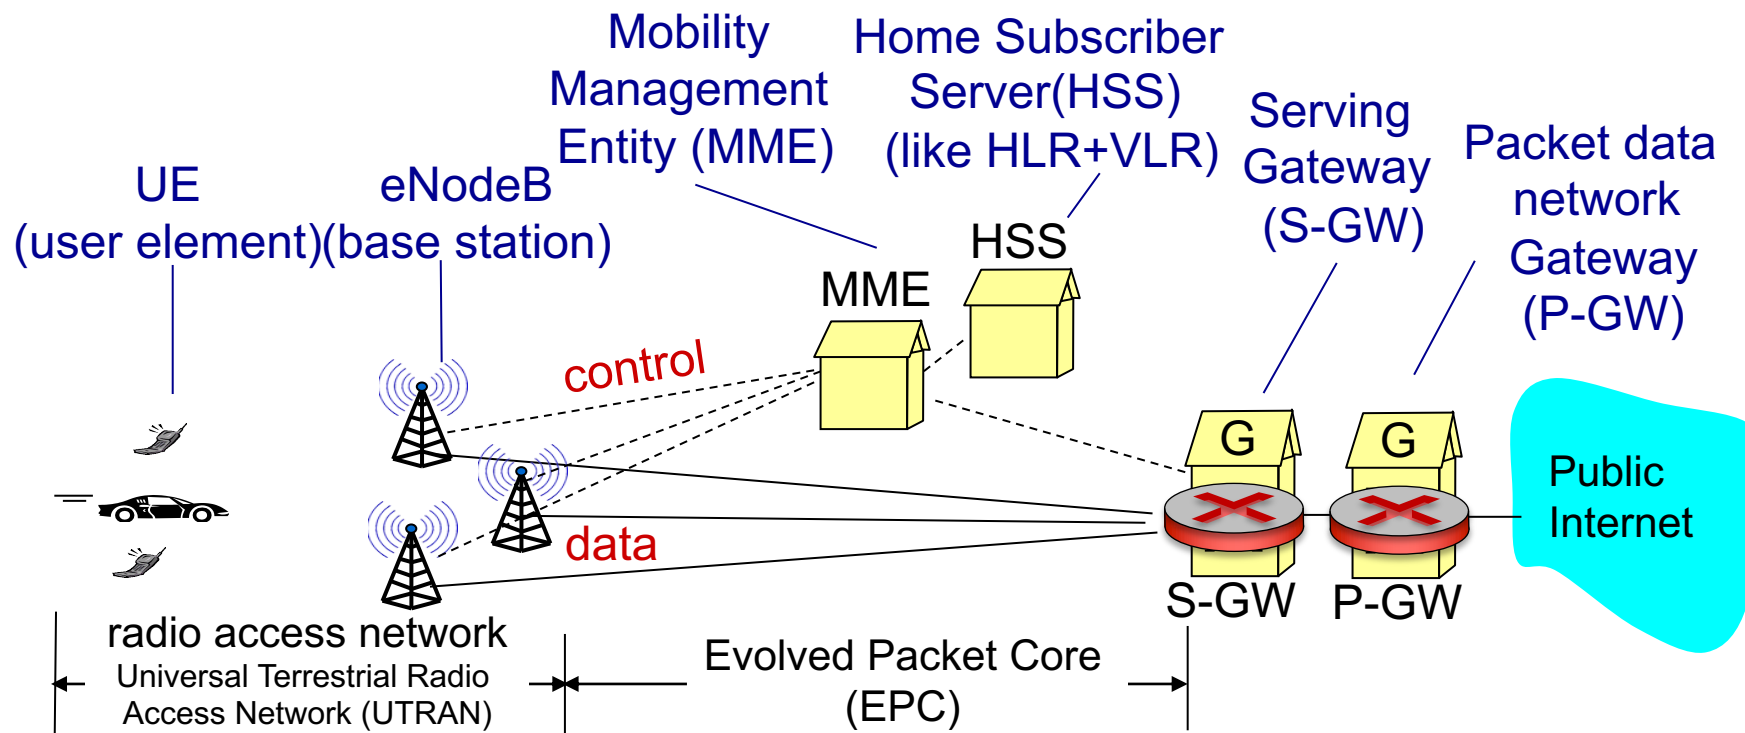 Mobility
Management
Entity (MME)
Home Subscriber
Server(HSS)
(like HLR+VLR)
Serving
Gateway
(S-GW)
Packet data
network
Gateway
(P-GW)
UE
(user element)
eNodeB
(base station)
HSS
MME
control
data
G
G
Public
Internet
S-GW
P-GW
radio access network
Universal Terrestrial Radio
Access Network (UTRAN)
Evolved Packet Core
(EPC)